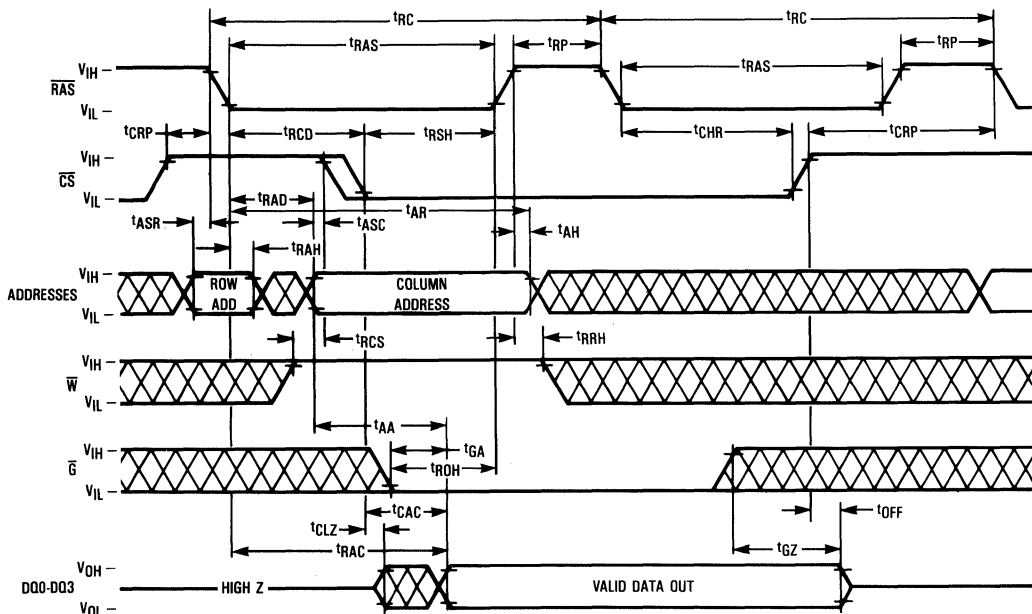 tRC tRC
tRAS tRP tRP
VIH
RAS tRAS
VIL
tCRP tRCD tRSH tCHR tCRP
VIH
CS
VIL
tRAD tAR
tASR tASC tAH
tRAH
VIH
ADDRESSES ROW ADD COLUMN ADDRESS
VIL
tRCS tRRH
VIH
W
VIL
tAA
VIH tGA
G tROH
VIL
tCAC tOFF
tCLZ
tRAC tGZ
VOH
DQ0-DQ3 HIGH Z VALID DATA OUT
VOL